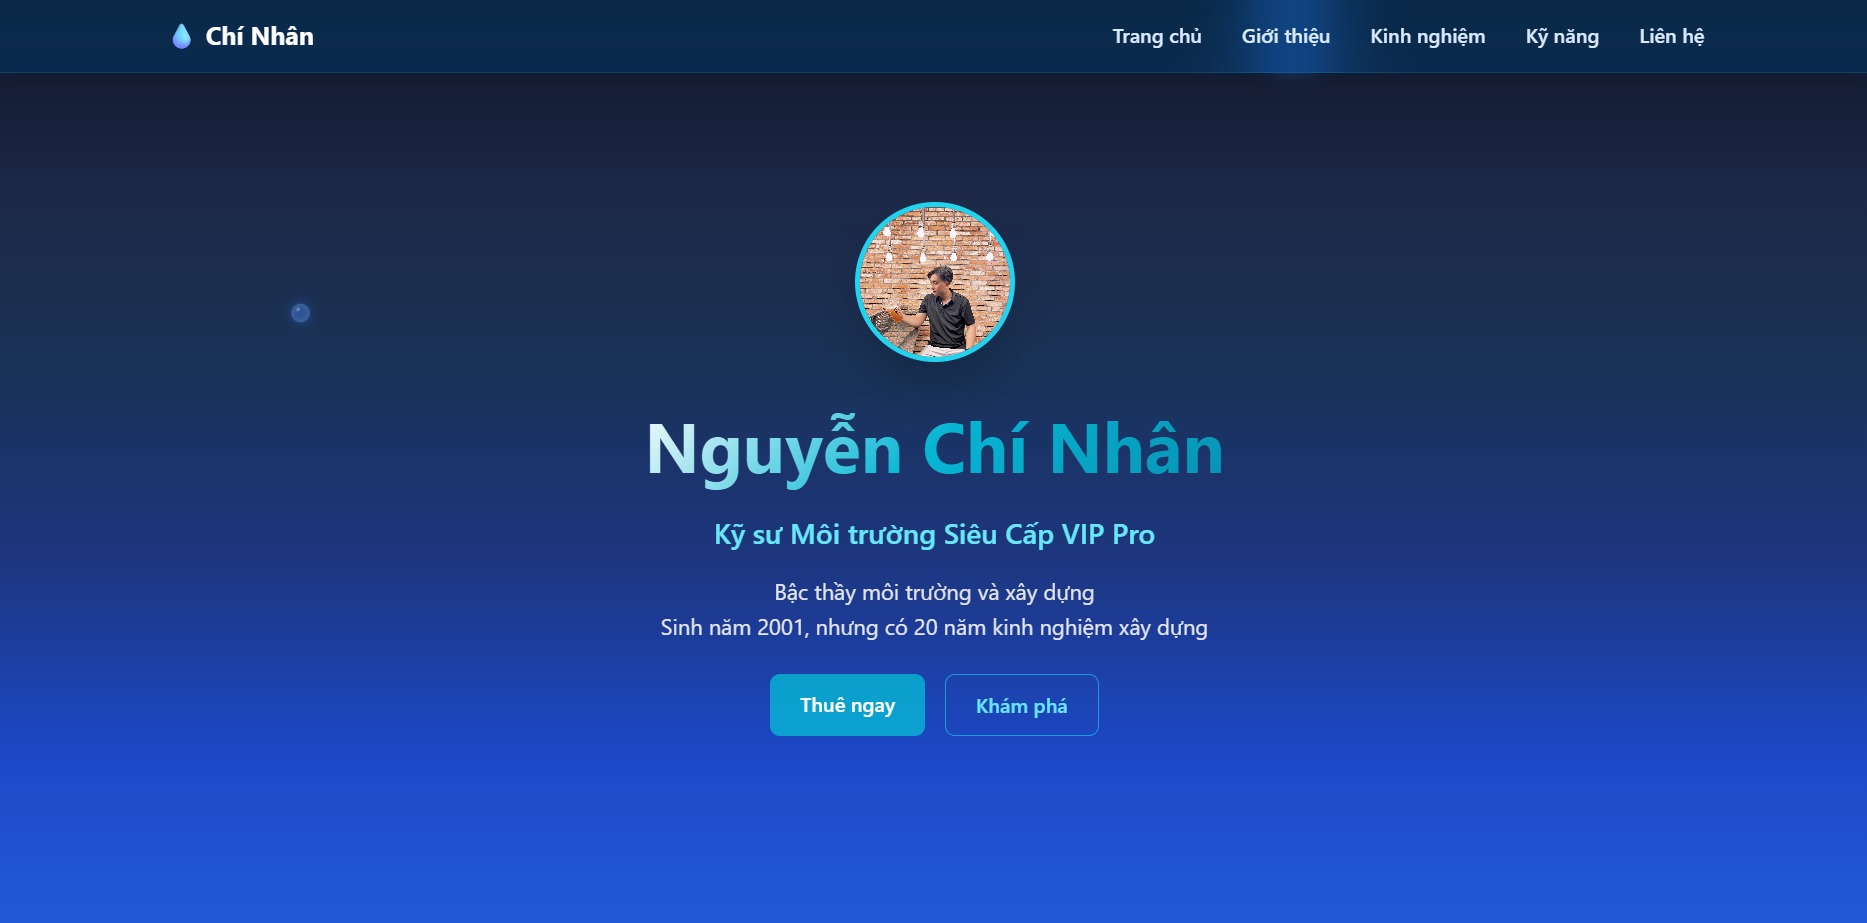 Chí Nhân
Trang chủ Giới thiệu Kinh nghiệm Kỹ năng Liên hệ
Nguyễn Chí Nhân
Kỹ sư Môi trường Siêu Cấp VIP Pro
Bậc thầy môi trường và xây dựng
Sinh năm 2001, nhưng có 20 năm kinh nghiệm xây dựng
Thuê ngay
Khám phá